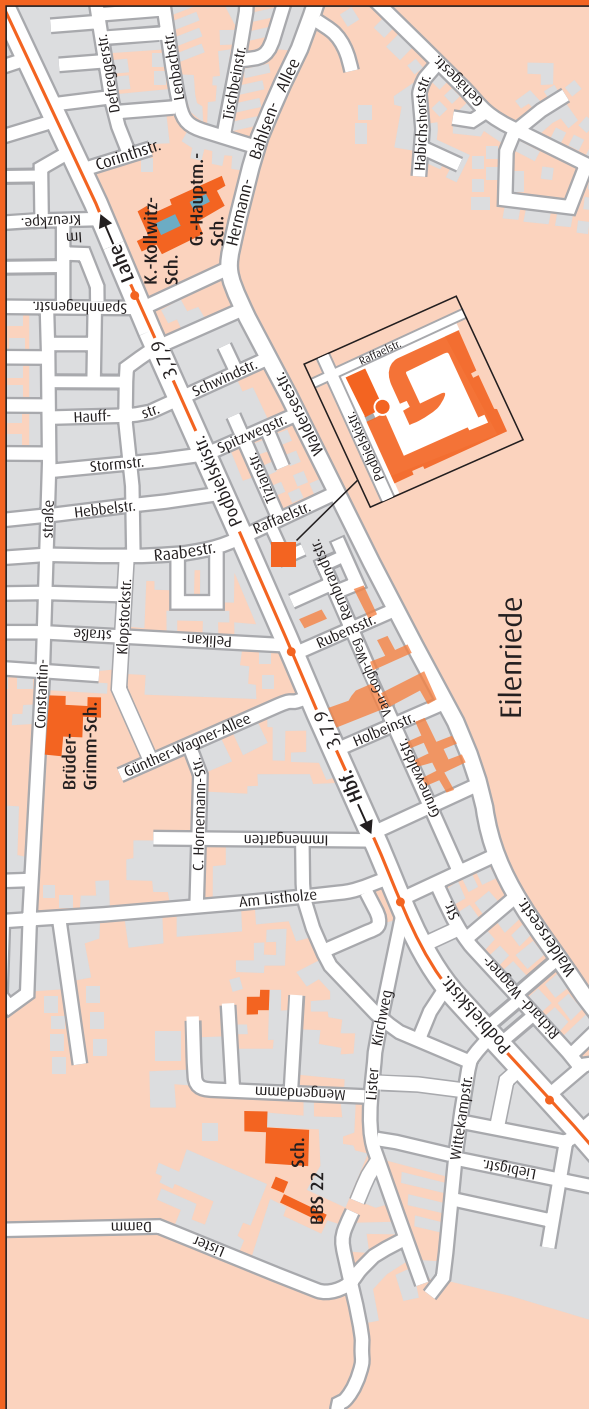 Defreggerstr.
Lenbachstr.
Tischbeinstr.
Bahlsen-
Allee
Hermann-
Gehägestr.
Habichshorststr.
Corinthstr.
Im
Kreuzkpe.
Lahe
K.-Kollwitz-
Sch.
G.-Hauptm.-
Sch.
Spannhagenstr.
3,7,9
Schwindstr.
Hauff-
str.
Spitzwegstr.
Walderseestr.
Stormstr.
Tizianstr.
Podbielskistr.
Raffaelstr.
Podbielskistr.
Raffaelstr.
Hebbelstr.
straße
Raabestr.
Klopstockstr.
Rembrandtstr.
Pelikan-
straße
Rubensstr.
Van-Gogh-Weg
Eilenriede
Constantin-
Brüder-
Grimm-Sch.
Günther-Wagner-Allee
3,7,9
Hbf.
Holbeinstr.
Grunewaldstr.
C. Hornemann-Str.
Immengarten
Am Listholze
Str.
Richard-Wagner-
Walderseestr.
Podbielskistr.
Kirchweg
Lister
Mengendamm
Wittekampstr.
Liebigstr.
Sch.
BBS 22
Damm
Lister